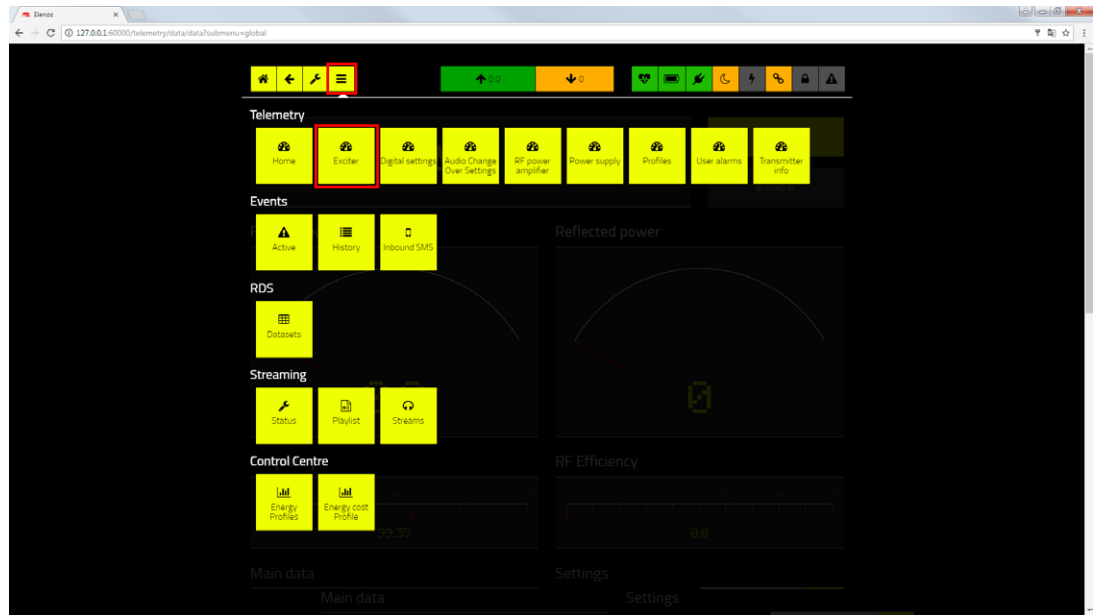 Elenos
127.0.0.1:60000/telemetry/data/data?submenu=global
0.0
0
Telemetry
Home
Exciter
Digital settings
Audio Change
Over Settings
RF power
amplifier
Power supply
Profiles
User alarms
Transmitter
info
Events
Reflected power
Active
History
Inbound SMS
RDS
Datasets
Streaming
Status
Playlist
Streams
0
Control Centre
RF Efficiency
Energy
Profiles
Energy cost
Profile
99.35
0.0
Main data
Settings
Main data
Settings